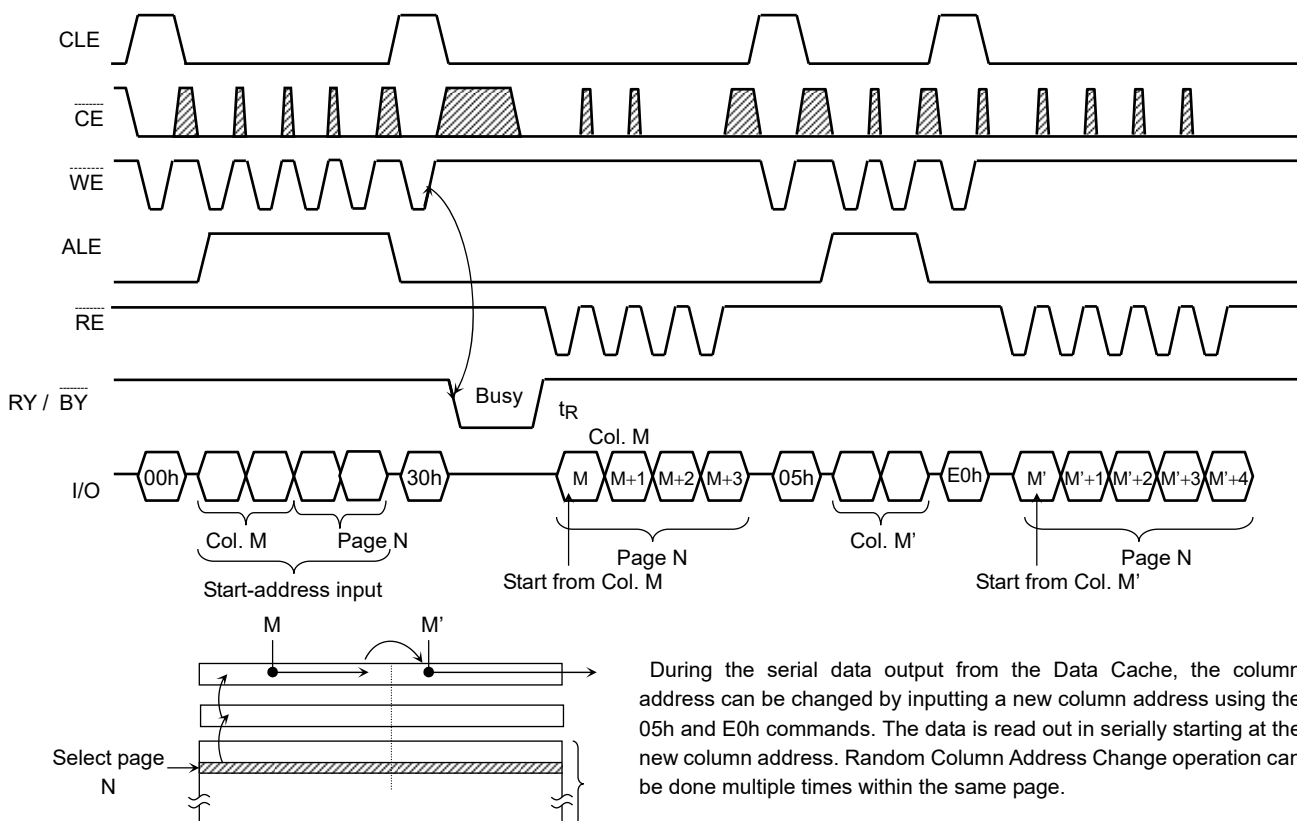 CLE
CE
WE
ALE
RE
RY / BY
Busy
tR
Col. M
I/O
00h
30h
M
M+1
M+2
M+3
05h
E0h
M'
M'+1
M'+2
M'+3
M'+4
Col. M
Page N
Page N
Col. M’
Page N
Start-address input
Start from Col. M
Start from Col. M’
M
M’
Select page
N
During the serial data output from the Data Cache, the column
address can be changed by inputting a new column address using the
05h and E0h commands. The data is read out in serially starting at the
new column address. Random Column Address Change operation can
be done multiple times within the same page.